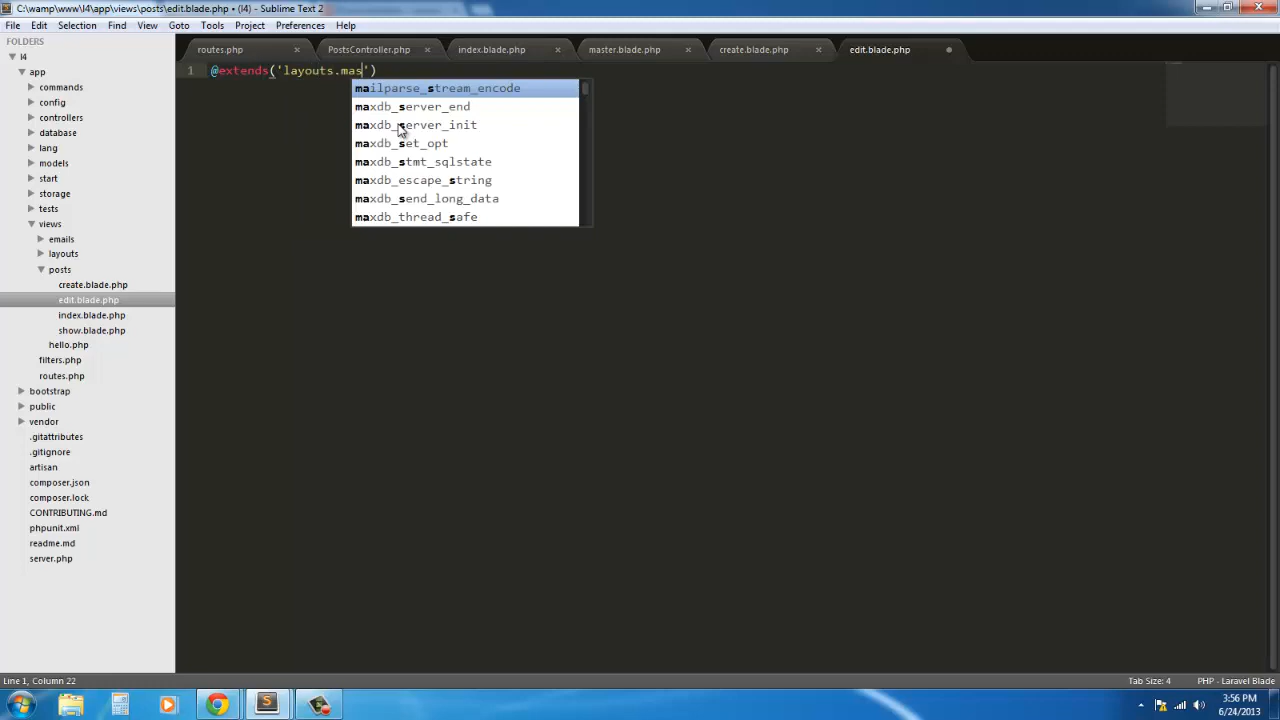 C:\wamp\www\l4\app\views\posts\edit.blade.php • (l4) - Sublime Text 2
File Edit Selection Find View Goto Tools Project Preferences Help
FOLDERS
l4
app
commands
config
controllers
database
lang
models
start
storage
tests
views
emails
layouts
posts
create.blade.php
edit.blade.php
index.blade.php
show.blade.php
hello.php
filters.php
routes.php
bootstrap
public
vendor
.gitattributes
.gitignore
artisan
composer.json
composer.lock
CONTRIBUTING.md
phpunit.xml
readme.md
server.php
routes.php PostsController.php index.blade.php master.blade.php create.blade.php edit.blade.php
1 @extends('layouts.mas')
mailparse_stream_encode
maxdb_server_end
maxdb_server_init
maxdb_set_opt
maxdb_stmt_sqlstate
maxdb_escape_string
maxdb_send_long_data
maxdb_thread_safe
Line 1, Column 22 Tab Size: 4 PHP - Laravel Blade
3:56 PM
6/24/2013